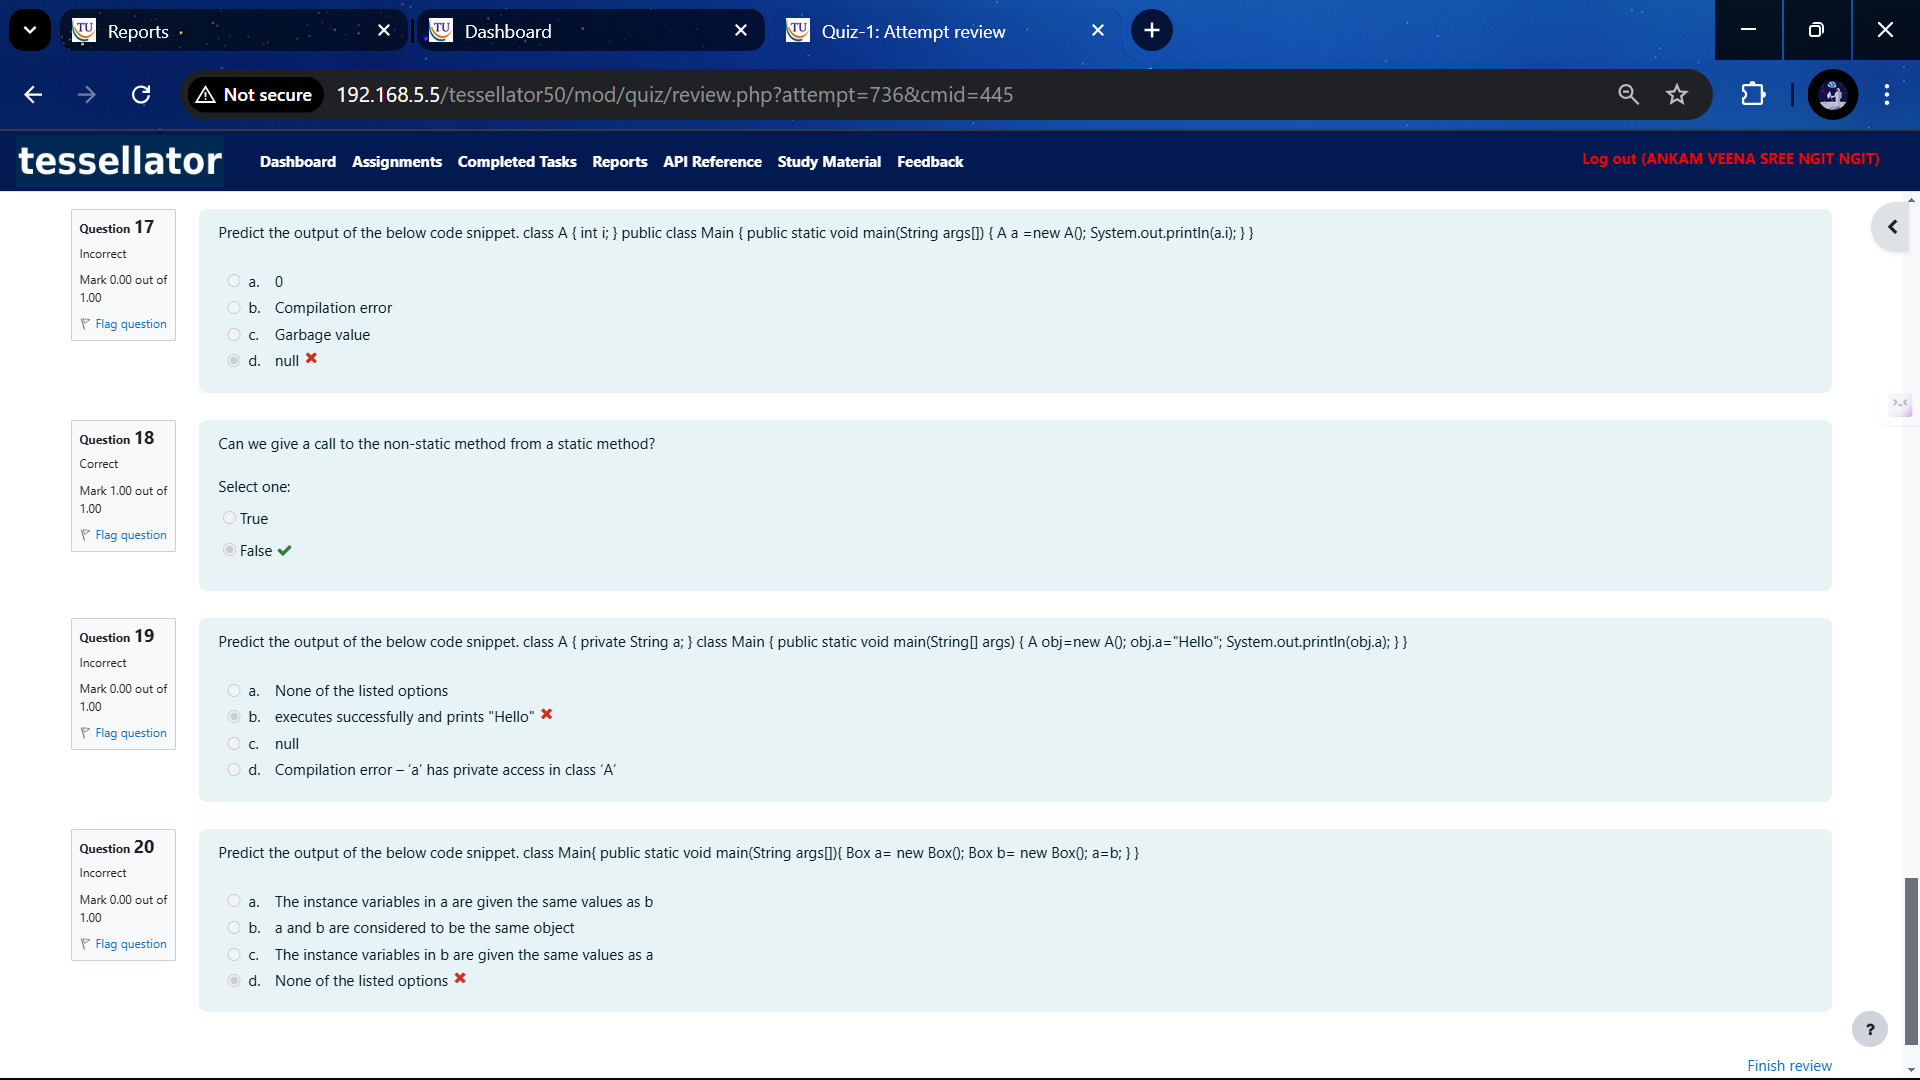 TU Reports
TU Dashboard
TU Quiz-1: Attempt review
Not secure 192.168.5.5/tessellator50/mod/quiz/review.php?attempt=736&cmid=445
tessellator Dashboard Assignments Completed Tasks Reports API Reference Study Material Feedback Log out (ANKAM VEENA SREE NGIT NGIT)
Question 17
Incorrect
Mark 0.00 out of
1.00
Flag question
Predict the output of the below code snippet. class A { int i; } public class Main { public static void main(String args[]) { A a =new A(); System.out.println(a.i); } }
a. 0
b. Compilation error
c. Garbage value
d. null
Question 18
Correct
Mark 1.00 out of
1.00
Flag question
Can we give a call to the non-static method from a static method?
Select one:
True
False
Question 19
Incorrect
Mark 0.00 out of
1.00
Flag question
Predict the output of the below code snippet. class A { private String a; } class Main { public static void main(String[] args) { A obj=new A(); obj.a="Hello"; System.out.println(obj.a); } }
a. None of the listed options
b. executes successfully and prints "Hello"
c. null
d. Compilation error – ‘a’ has private access in class ‘A’
Question 20
Incorrect
Mark 0.00 out of
1.00
Flag question
Predict the output of the below code snippet. class Main{ public static void main(String args[]){ Box a= new Box(); Box b= new Box(); a=b; } }
a. The instance variables in a are given the same values as b
b. a and b are considered to be the same object
c. The instance variables in b are given the same values as a
d. None of the listed options
?
Finish review